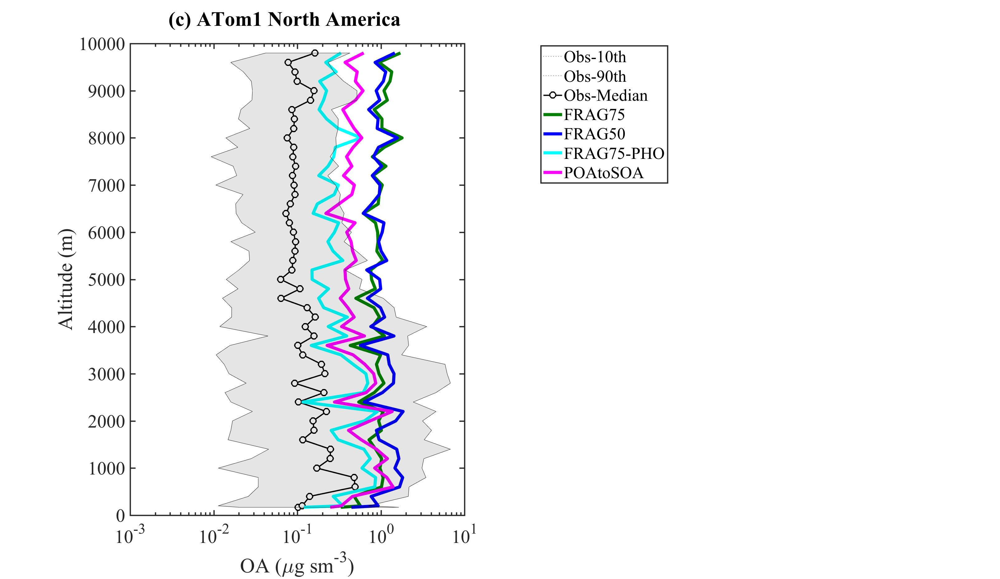 (c) ATom1 North America
10000
9000
8000
7000
6000
5000
4000
3000
2000
1000
0
Altitude (m)
10^-3 10^-2 10^-1 10^0 10^1
OA (μg sm^-3)
Obs-10th
Obs-90th
Obs-Median
FRAG75
FRAG50
FRAG75-PHO
POAtoSOA